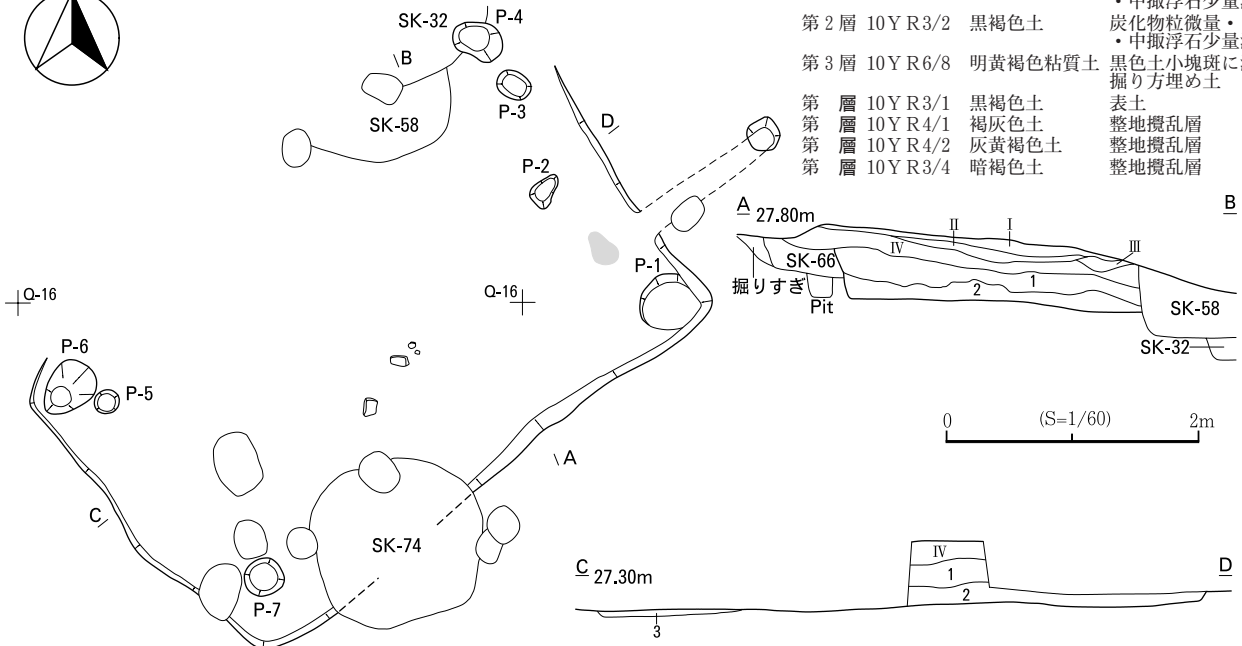 ・中掫浮石少量
第2層 10YR3/2 黒褐色土 炭化物粒微量・
・中掫浮石少量
第3層 10YR6/8 明黄褐色粘質土 黒色土小塊斑に
掘り方埋め土
第 層 10YR3/1 黒褐色土 表土
第 層 10YR4/1 褐灰色土 整地攪乱層
第 層 10YR4/2 灰黄褐色土 整地攪乱層
第 層 10YR3/4 暗褐色土 整地攪乱層
SK-32
P-4
B
P-3
SK-58
D
P-2
P-1
Q-16
Q-16
P-6
P-5
A
C
SK-74
P-7
A 27.80m
B
II
I
III
IV
SK-66
1
掘りすぎ
2
Pit
SK-58
SK-32
0 (S=1/60) 2m
C 27.30m
D
IV
1
2
3